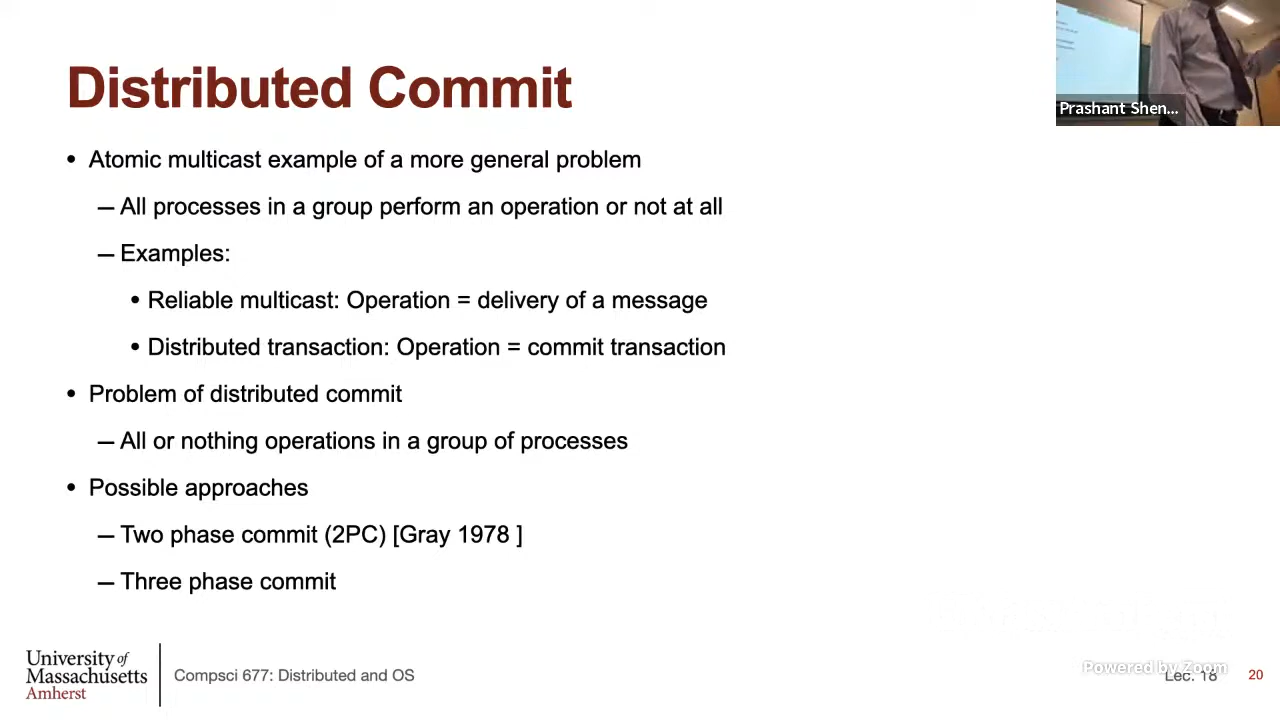 Distributed Commit
Prashant Shen...
• Atomic multicast example of a more general problem
– All processes in a group perform an operation or not at all
– Examples:
• Reliable multicast: Operation = delivery of a message
• Distributed transaction: Operation = commit transaction
• Problem of distributed commit
– All or nothing operations in a group of processes
• Possible approaches
– Two phase commit (2PC) [Gray 1978 ]
– Three phase commit
University of
Massachusetts
Amherst
Compsci 677: Distributed and OS
Powered by Zoom
Lec. 18
20